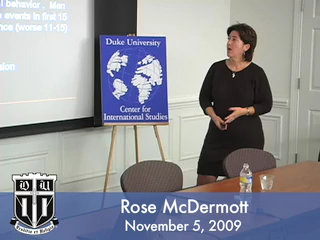 l behavior. Men
e events in first 15
nce (worse 11-15)
sion
Duke University
Center for
International Studies
Rose McDermott
November 5, 2009